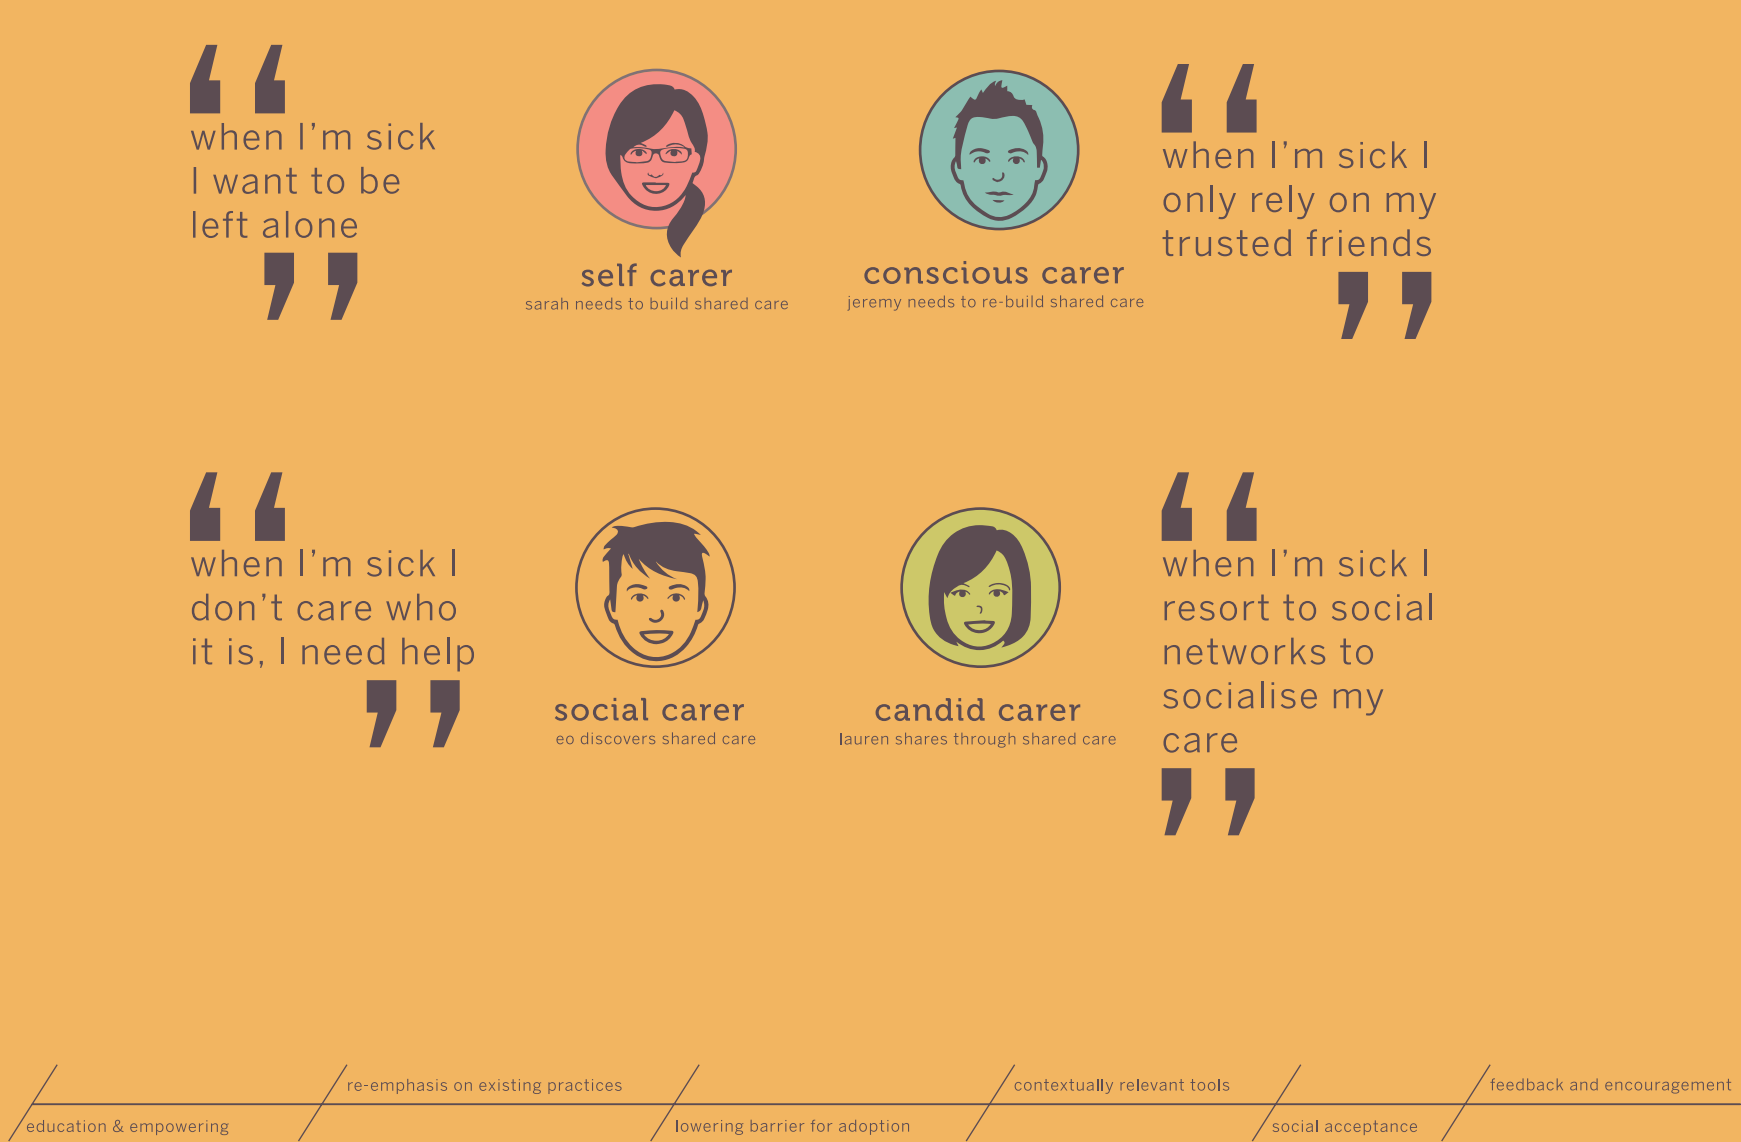 when I'm sick
I want to be
left alone
self carer
sarah needs to build shared care
conscious carer
jeremy needs to re-build shared care
when I'm sick I
only rely on my
trusted friends
when I'm sick I
don't care who
it is, I need help
social carer
eo discovers shared care
candid carer
lauren shares through shared care
when I'm sick I
resort to social
networks to
socialise my
care
education & empowering
re-emphasis on existing practices
lowering barrier for adoption
contextually relevant tools
social acceptance
feedback and encouragement